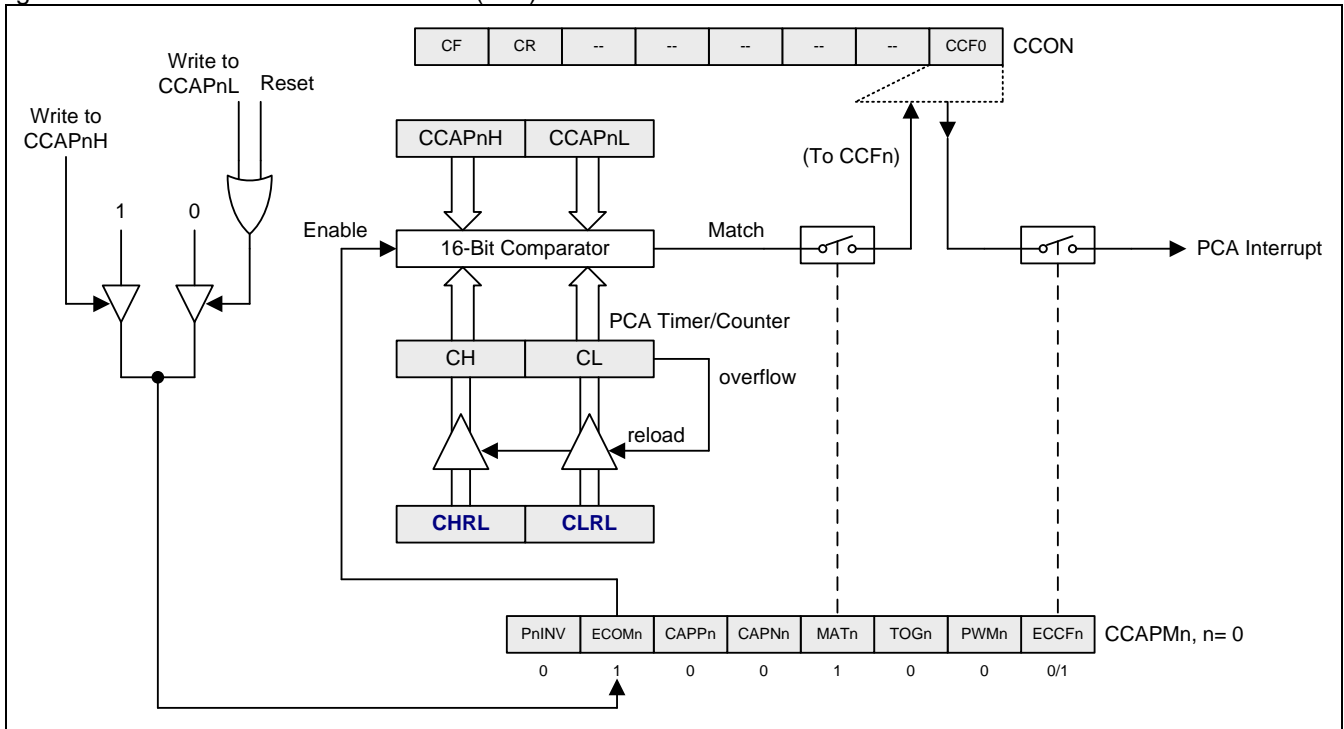 CF CR -- -- -- -- -- CCF0 CCON
Write to
CCAPnL
Reset
Write to
CCAPnH
CCAPnH CCAPnL
(To CCFn)
1 0
Enable
16-Bit Comparator
Match
PCA Interrupt
PCA Timer/Counter
CH CL
overflow
reload
CHRL CLRL
PnINV ECOMn CAPPn CAPNn MATn TOGn PWMn ECCFn CCAPMn, n= 0
0 1 0 0 1 0 0 0/1